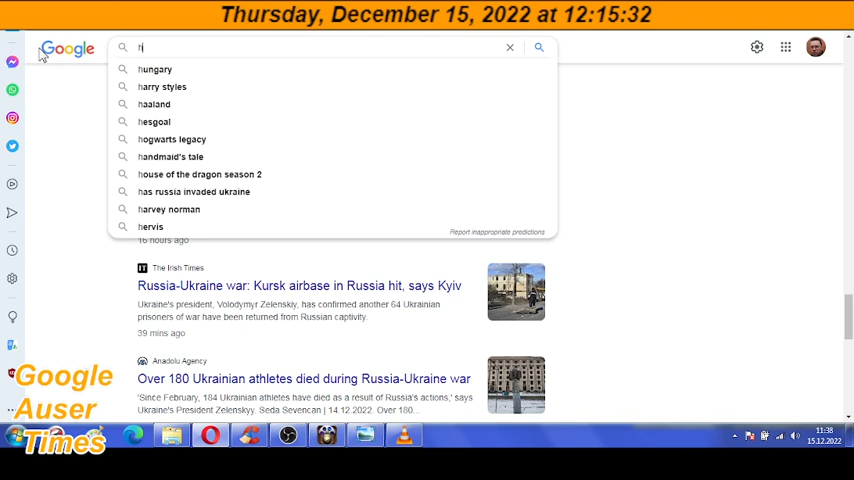 Thursday, December 15, 2022 at 12:15:32
Google
h
hungary
harry styles
haaland
hesgoal
hogwarts legacy
handmaid's tale
house of the dragon season 2
has russia invaded ukraine
harvey norman
hervis
Report inappropriate predictions
16 hours ago
IT The Irish Times
Russia-Ukraine war: Kursk airbase in Russia hit, says Kyiv
Ukraine's president, Volodymyr Zelenskiy, has confirmed another 64 Ukrainian
prisoners of war have been returned from Russian captivity.
39 mins ago
AA Anadolu Agency
Over 180 Ukrainian athletes died during Russia-Ukraine war
'Since February, 184 Ukrainian athletes have died as a result of Russia's actions,' says
Ukraine's President Zelenskyy. Seda Sevencan | 14.12.2022. Over 180...
Google
Auser
Times
11:38
15.12.2022